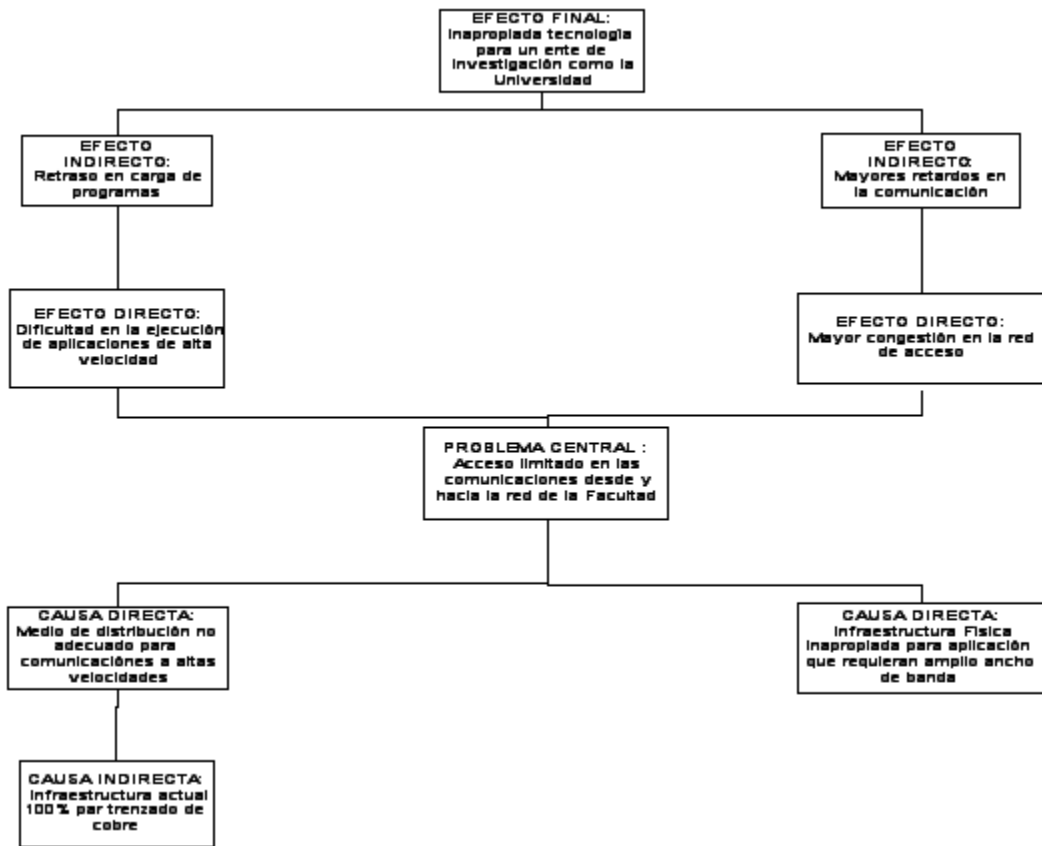 EFECTO FINAL:
Inapropiada tecnología
para un ente de
investigación como la
Universidad
EFECTO
INDIRECTO:
Retraso en carga de
programas
EFECTO
INDIRECTO:
Mayores retardos en
la comunicación
EFECTO DIRECTO:
Dificultad en la ejecución
de aplicaciones de alta
velocidad
EFECTO DIRECTO:
Mayor congestión en la red
de acceso
PROBLEMA CENTRAL :
Acceso limitado en las
comunicaciones desde y
hacia la red de la Facultad
CAUSA DIRECTA:
Medio de distribución no
adecuado para
comunicaciónes a altas
velocidades
CAUSA DIRECTA:
Infraestructura Física
inapropiada para aplicación
que requieran amplio ancho
de banda
CAUSA INDIRECTA:
Infraestructura actual
100% par trenzado de
cobre